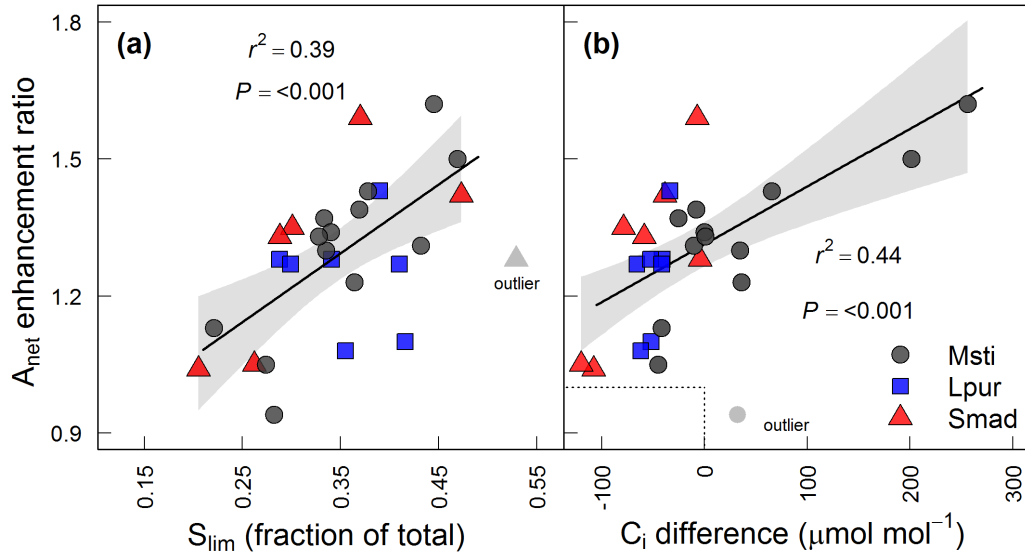 A_net enhancement ratio
1.8
1.5
1.2
0.9
(a)
r² = 0.39
P = <0.001
outlier
0.15
0.25
0.35
0.45
0.55
S_lim (fraction of total)
(b)
r² = 0.44
P = <0.001
Msti
Lpur
Smad
outlier
-100
0
100
200
300
C_i difference (μmol mol⁻¹)